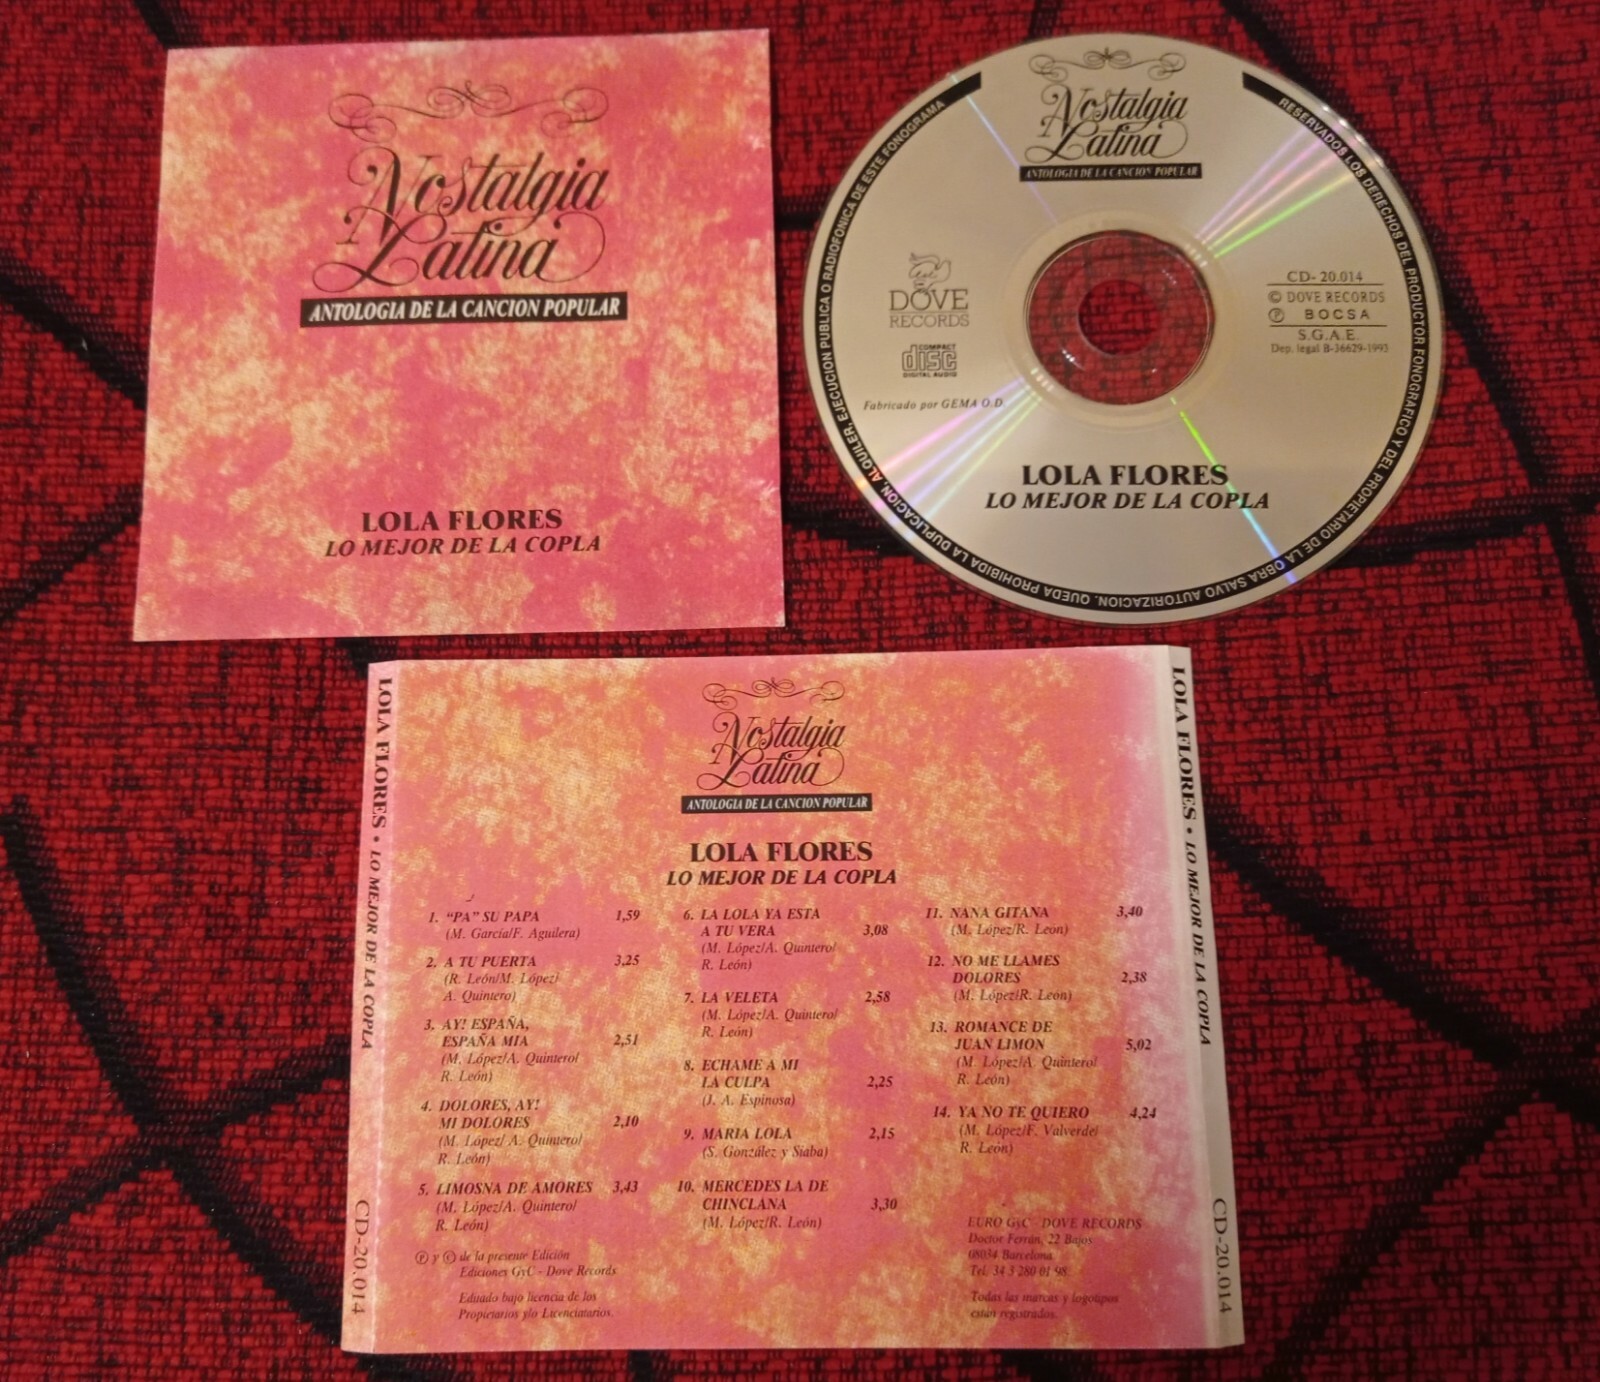 Nostalgia
Latina
ANTOLOGIA DE LA CANCION POPULAR
LOLA FLORES
LO MEJOR DE LA COPLA
Nostalgia
Latina
ANTOLOGIA DE LA CANCION POPULAR
RESERVADOS LOS DERECHOS DEL PRODUCTOR FONOGRAFICO Y DEL PROPIETARIO DE LA OBRA SALVO AUTORIZACION. QUEDA PROHIBIDA LA DUPLICACION, ALQUILER, EJECUCION PUBLICA O RADIOFONICA DE ESTE FONOGRAMA
DOVE
RECORDS
COMPACT
disc
DIGITAL AUDIO
Fabricado por GEMA O.D.
CD- 20.014
© DOVE RECORDS
Ⓟ BOCSA
S.G.A.E.
Dep. legal B-36629-1993
LOLA FLORES
LO MEJOR DE LA COPLA
LOLA FLORES • LO MEJOR DE LA COPLA
CD-20.014
Nostalgia
Latina
ANTOLOGIA DE LA CANCION POPULAR
LOLA FLORES
LO MEJOR DE LA COPLA
1. "PA" SU PAPA 1,59
(M. García/F. Aguilera)
2. A TU PUERTA 3,25
(R. León/M. López/
A. Quintero)
3. AY! ESPAÑA,
ESPAÑA MIA 2,51
(M. López/A. Quintero/
R. León)
4. DOLORES, AY!
MI DOLORES 2,10
(M. López/ A. Quintero/
R. León)
5. LIMOSNA DE AMORES 3,43
(M. López/A. Quintero/
R. León)
Ⓟ y © de la presente Edición
Ediciones GyC - Dove Records
Editado bajo licencia de los
Propietarios y/o Licenciatarios.
6. LA LOLA YA ESTA
A TU VERA 3,08
(M. López/A. Quintero/
R. León)
7. LA VELETA 2,58
(M. López/A. Quintero/
R. León)
8. ECHAME A MI
LA CULPA 2,25
(J. A. Espinosa)
9. MARIA LOLA 2,15
(S. González y Siaba)
10. MERCEDES LA DE
CHINCLANA 3,30
(M. López/R. León)
11. NANA GITANA 3,40
(M. López/R. León)
12. NO ME LLAMES
DOLORES 2,38
(M. López/R. León)
13. ROMANCE DE
JUAN LIMON 5,02
(M. López/A. Quintero/
R. León)
14. YA NO TE QUIERO 4,24
(M. López/F. Valverde/
R. León)
EURO GyC - DOVE RECORDS
Doctor Ferrán, 22 Bajos
08034 Barcelona
Tel. 34 3 280 01 98
Todas las marcas y logotipos
están registrados.
LOLA FLORES • LO MEJOR DE LA COPLA
CD-20.014